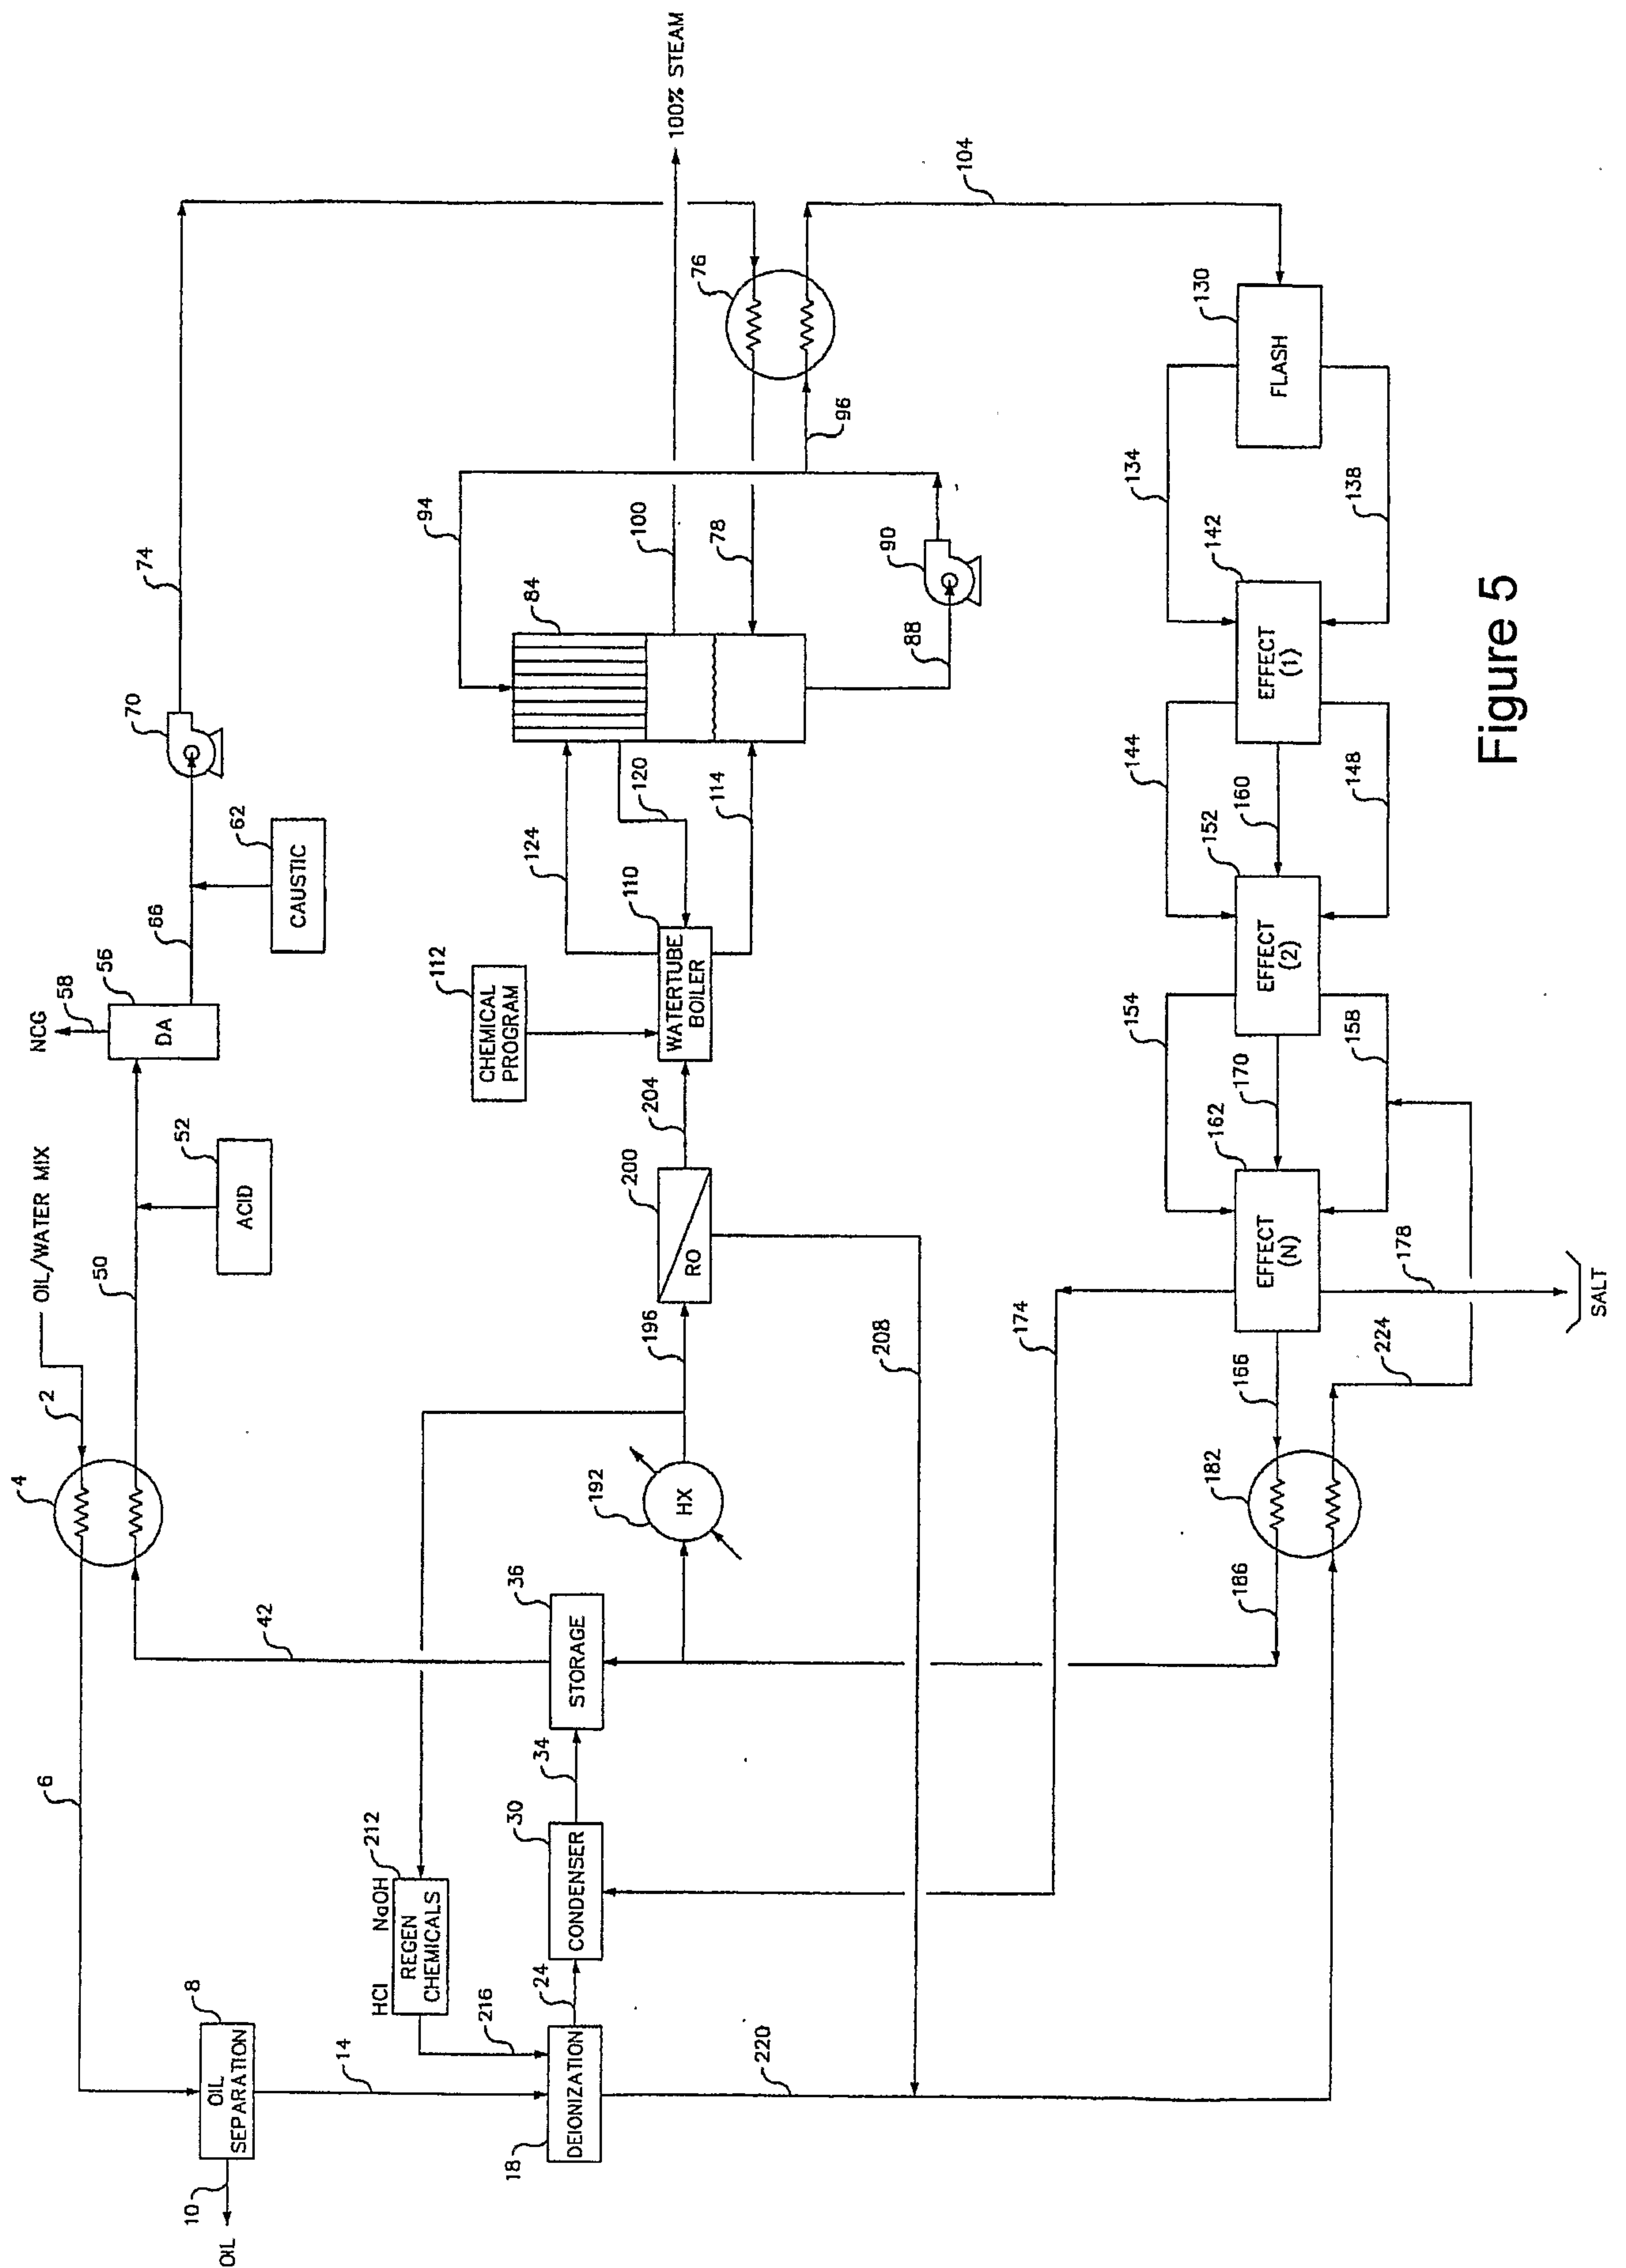 OIL/WATER MIX
2
4
6
8
OIL
SEPARATION
10
OIL
14
18
DEIONIZATION
HCl
NaOH
REGEN
CHEMICALS
212
216
24
CONDENSER
30
34
STORAGE
36
42
50
ACID
52
DA
56
NCG
58
CAUSTIC
62
66
70
74
76
78
84
88
90
94
96
100
100% STEAM
104
WATERTUBE
BOILER
110
CHEMICAL
PROGRAM
112
114
120
124
HX
192
196
RO
200
204
208
220
FLASH
130
134
138
EFFECT
(1)
142
144
148
160
EFFECT
(2)
152
154
158
170
EFFECT
(N)
162
166
174
178
SALT
182
186
224
Figure 5